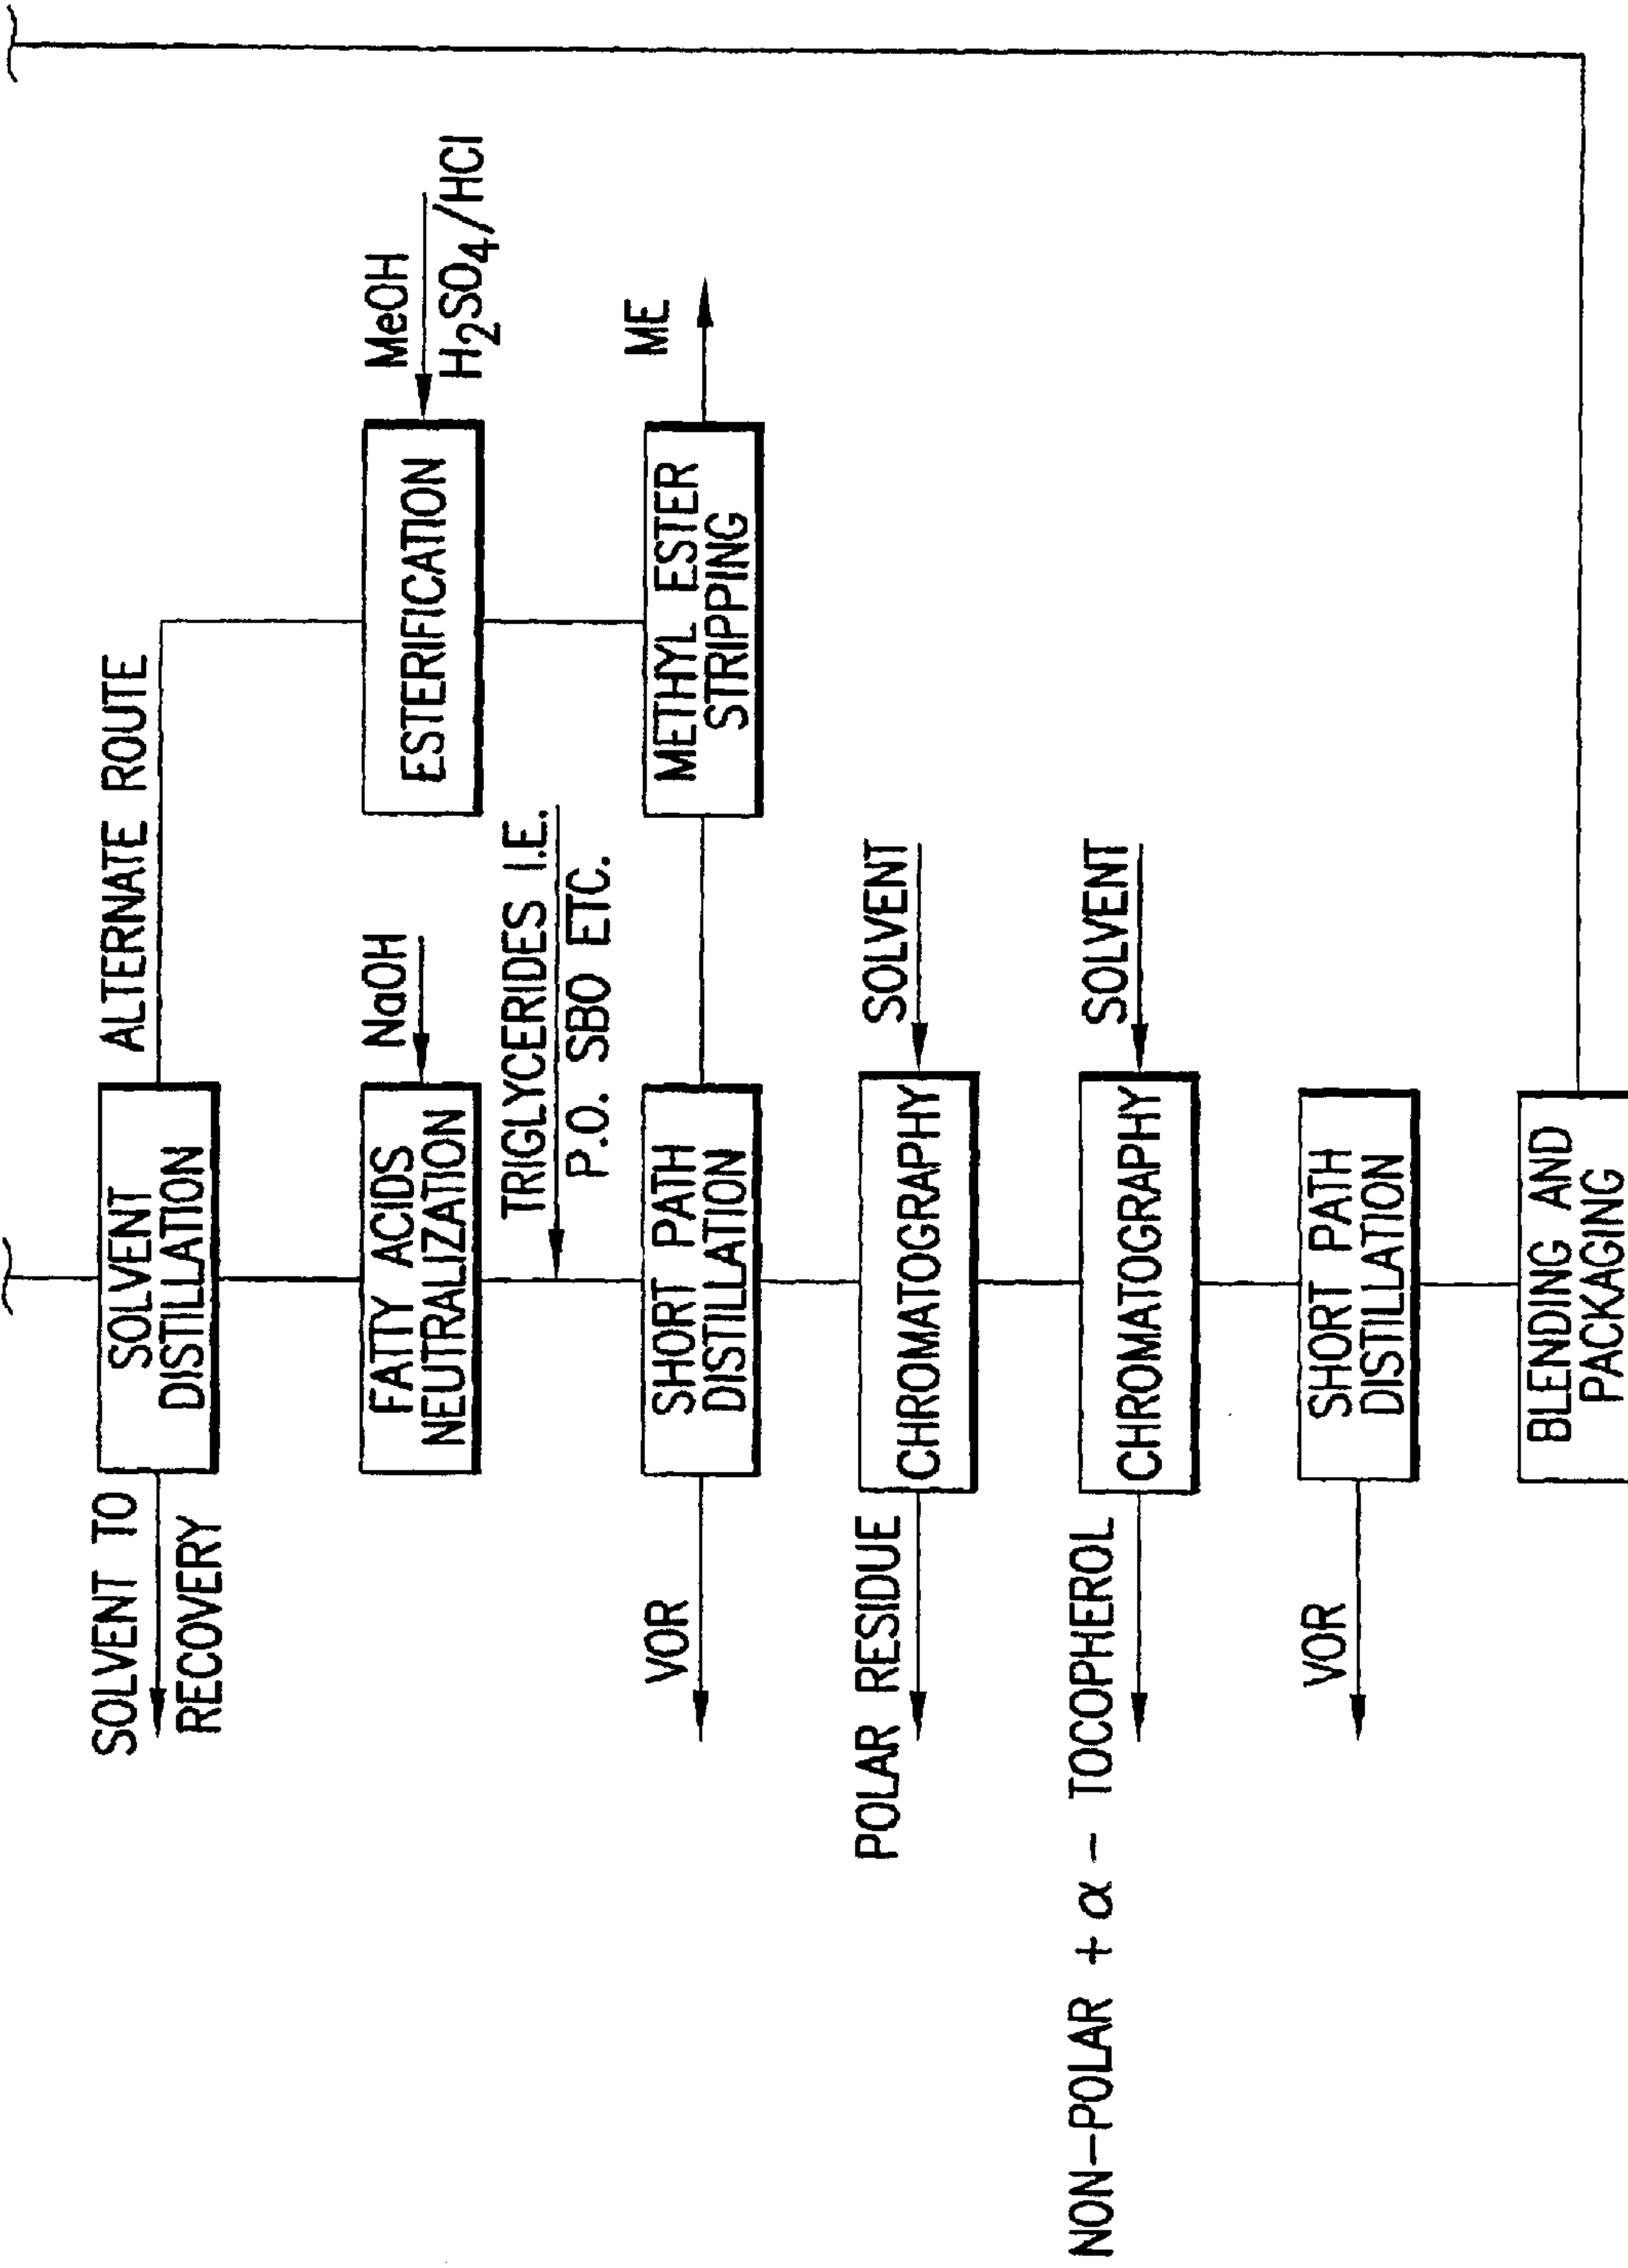 SOLVENT TO
RECOVERY
SOLVENT
DISTILLATION
ALTERNATE ROUTE
FATTY ACIDS
NEUTRALIZATION
NaOH
ESTERIFICATION
MeOH
H₂SO₄/HCl
TRIGLYCERIDES I.E.
P.O. SBO ETC.
VOR
SHORT PATH
DISTILLATION
METHYL ESTER
STRIPPING
ME
POLAR RESIDUE
CHROMATOGRAPHY
SOLVENT
NON-POLAR + α - TOCOPHEROL
CHROMATOGRAPHY
SOLVENT
VOR
SHORT PATH
DISTILLATION
BLENDING AND
PACKAGING